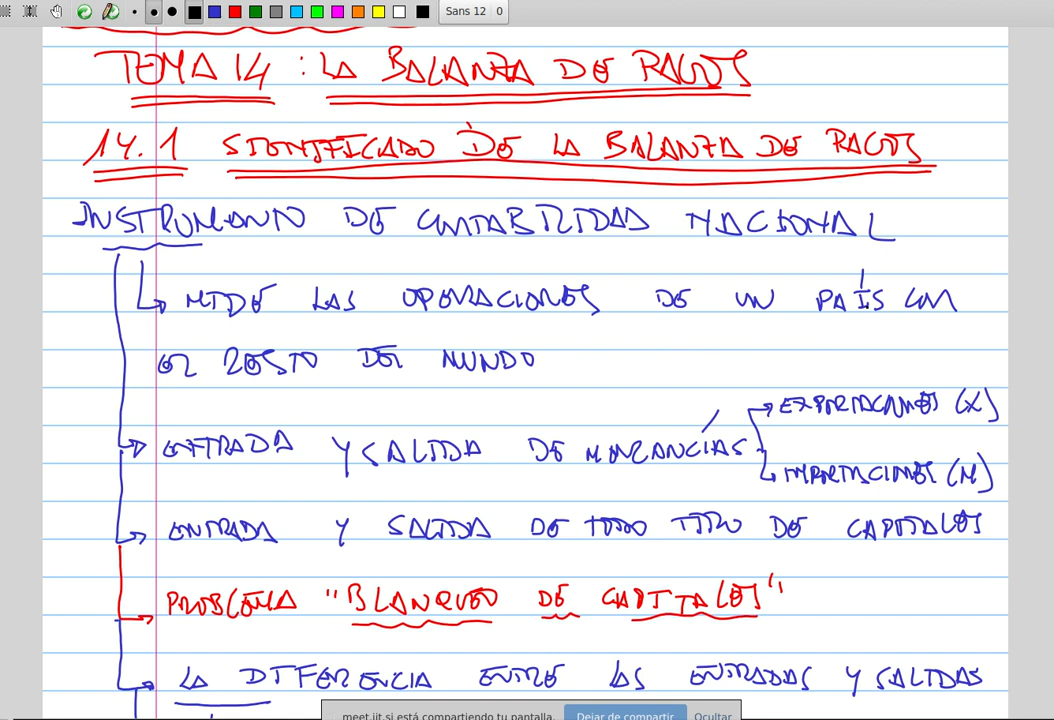 Sans 12 0
TEMA 14 : LA BALANZA DE PAGOS
14.1 SIGNIFICADO DE LA BALANZA DE PAGOS
INSTRUMENTO DE CONTABILIDAD NACIONAL
MIDE LAS OPERACIONES DE UN PAÍS CON
EL RESTO DEL MUNDO
EXPORTACIONES (X)
ENTRADA Y SALIDA DE MERCANCÍAS
IMPORTACIONES (M)
ENTRADA Y SALIDA DE TODO TIPO DE CAPITALES
PROBLEMA "BLANQUEO DE CAPITALES"
LA DIFERENCIA ENTRE LAS ENTRADAS Y SALIDAS
meet.jit.si está compartiendo tu pantalla. Dejar de compartir Ocultar